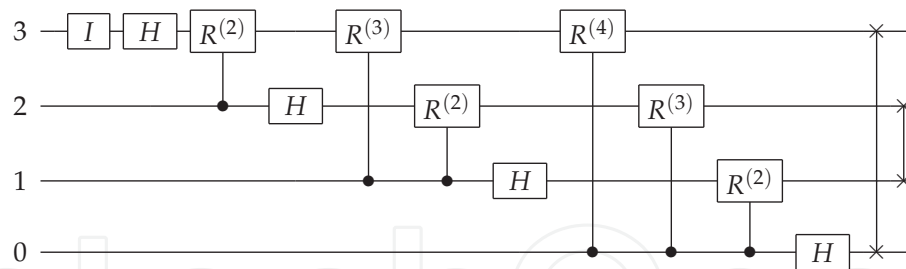 3 I H R(2) R(3) R(4)
2 H R(2) R(3)
1 H R(2)
0 H